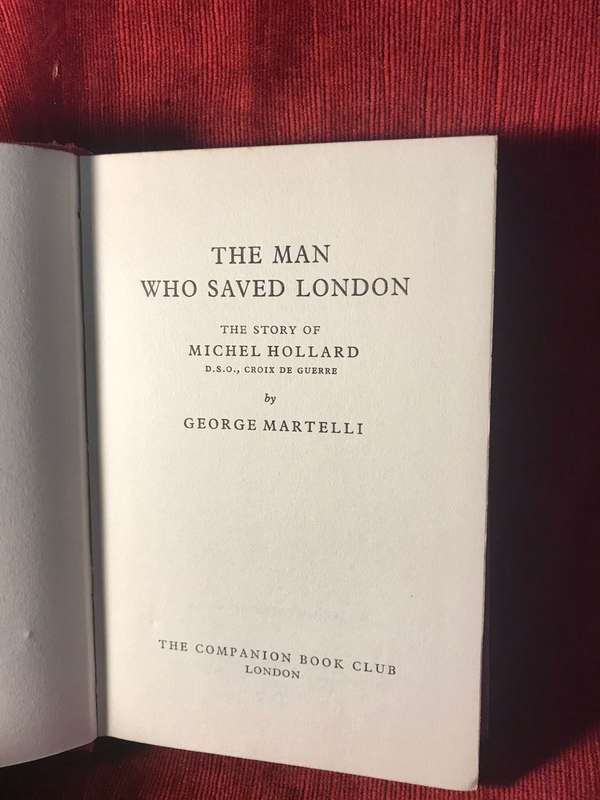 THE MAN
WHO SAVED LONDON
THE STORY OF
MICHEL HOLLARD
D.S.O., CROIX DE GUERRE
by
GEORGE MARTELLI
THE COMPANION BOOK CLUB
LONDON